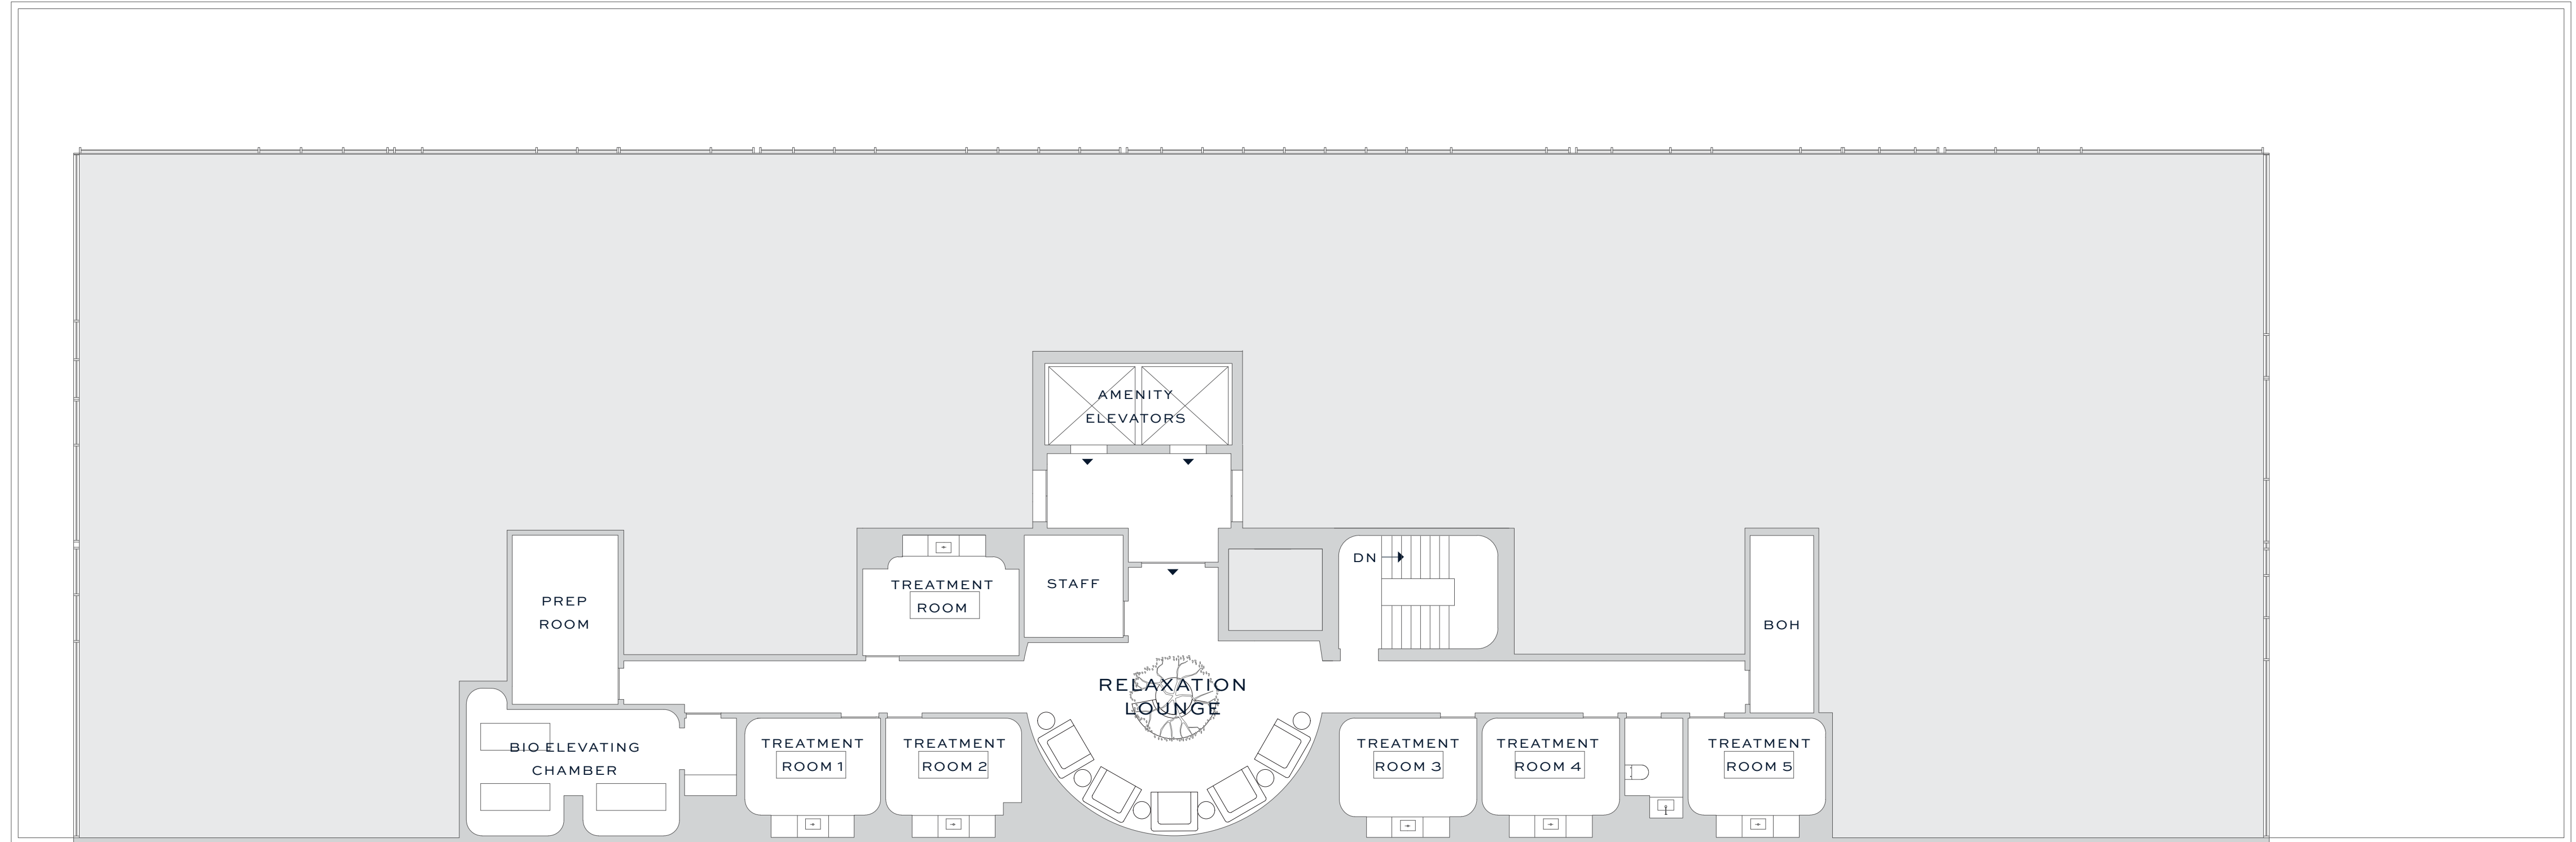 AMENITY
ELEVATORS
DN
TREATMENT
ROOM
STAFF
PREP
ROOM
BOH
RELAXATION
LOUNGE
BIO ELEVATING
CHAMBER
TREATMENT
ROOM 1
TREATMENT
ROOM 2
TREATMENT
ROOM 3
TREATMENT
ROOM 4
TREATMENT
ROOM 5